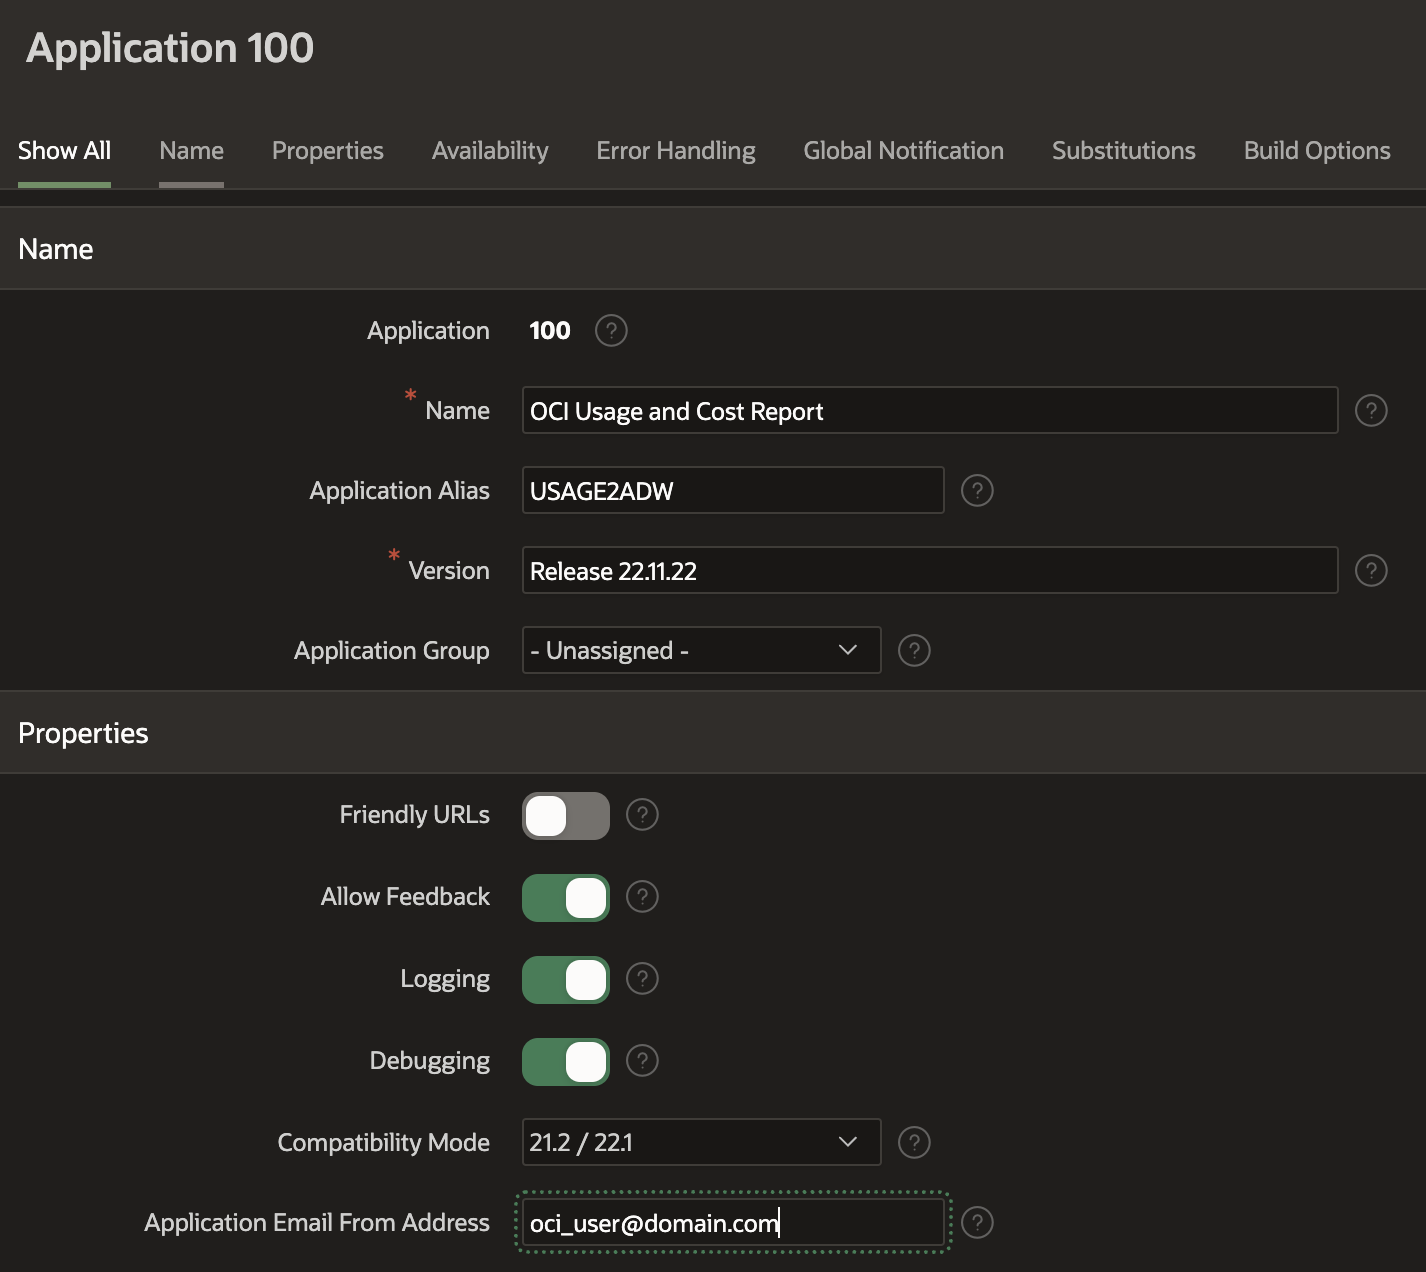 Application 100
Show All Name Properties Availability Error Handling Global Notification Substitutions Build Options
Name
Application 100 ?
* Name OCI Usage and Cost Report ?
Application Alias USAGE2ADW ?
* Version Release 22.11.22 ?
Application Group - Unassigned - ?
Properties
Friendly URLs ?
Allow Feedback ?
Logging ?
Debugging ?
Compatibility Mode 21.2 / 22.1 ?
Application Email From Address oci_user@domain.com ?